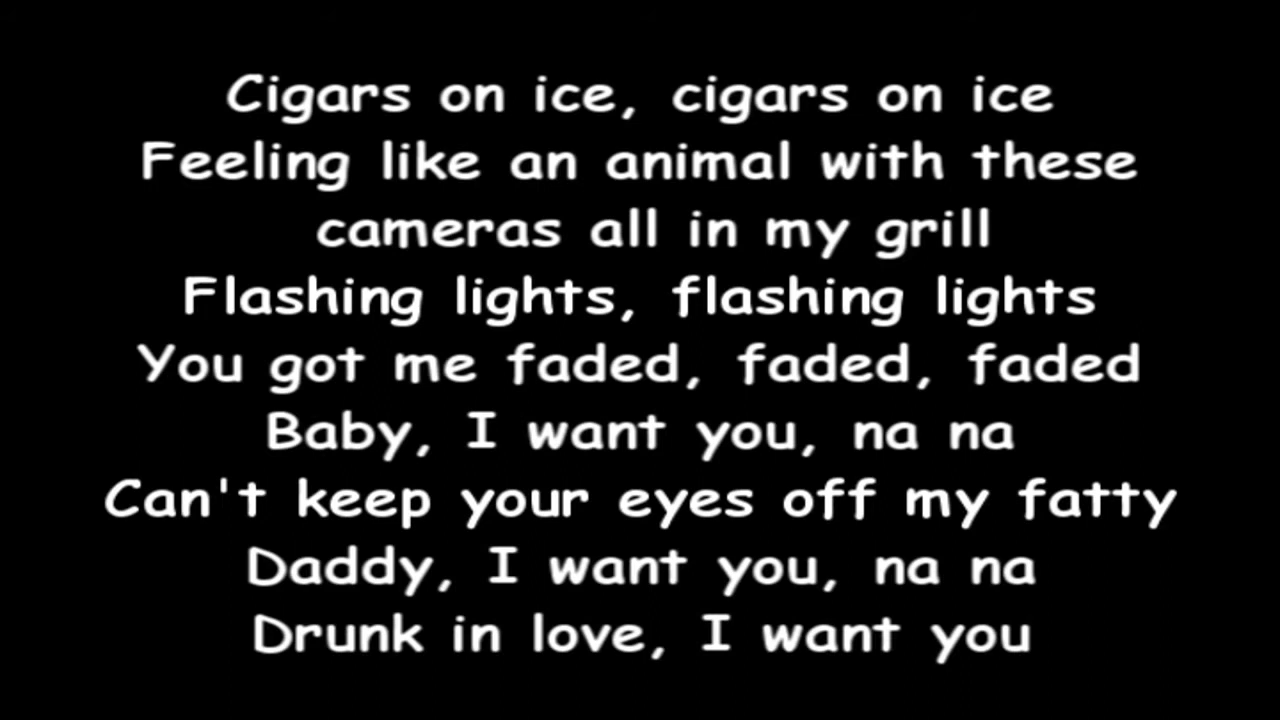 Cigars on ice, cigars on ice
Feeling like an animal with these
cameras all in my grill
Flashing lights, flashing lights
You got me faded, faded, faded
Baby, I want you, na na
Can't keep your eyes off my fatty
Daddy, I want you, na na
Drunk in love, I want you